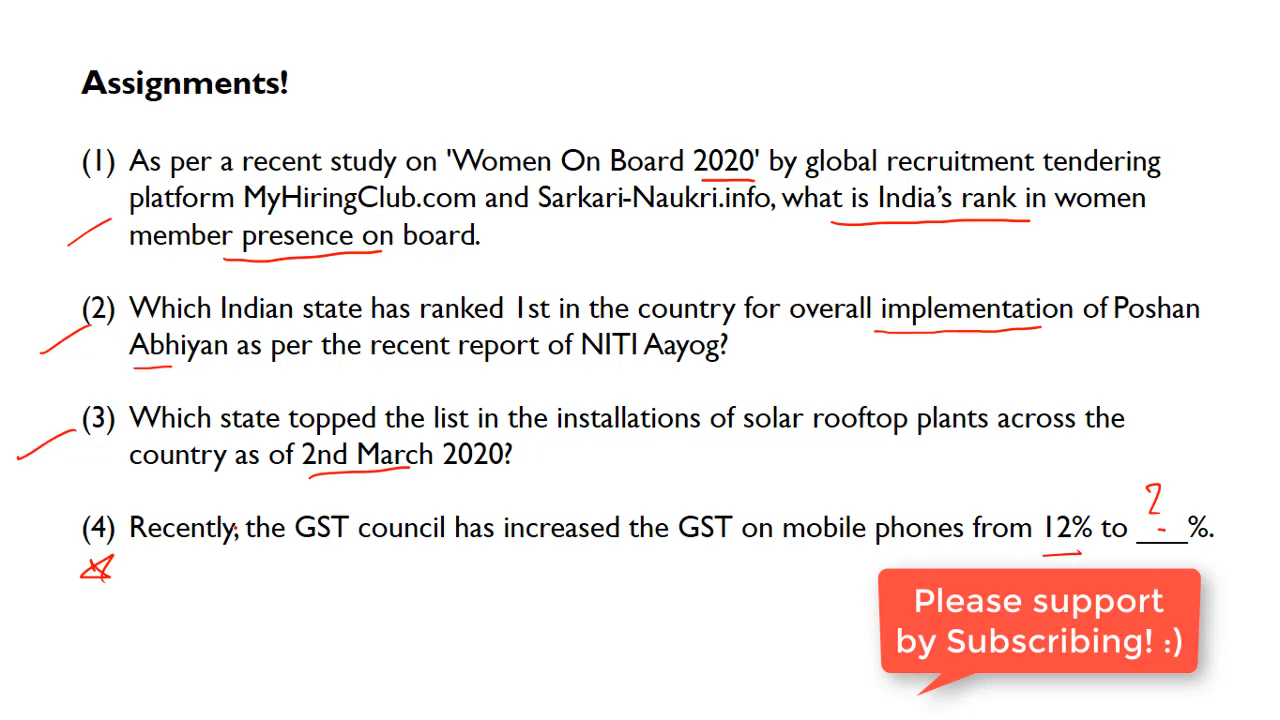 Assignments!
(1) As per a recent study on 'Women On Board 2020' by global recruitment tendering
platform MyHiringClub.com and Sarkari-Naukri.info, what is India's rank in women
member presence on board.
(2) Which Indian state has ranked 1st in the country for overall implementation of Poshan
Abhiyan as per the recent report of NITI Aayog?
(3) Which state topped the list in the installations of solar rooftop plants across the
country as of 2nd March 2020?
?
(4) Recently, the GST council has increased the GST on mobile phones from 12% to ____%.
Please support
by Subscribing! :)